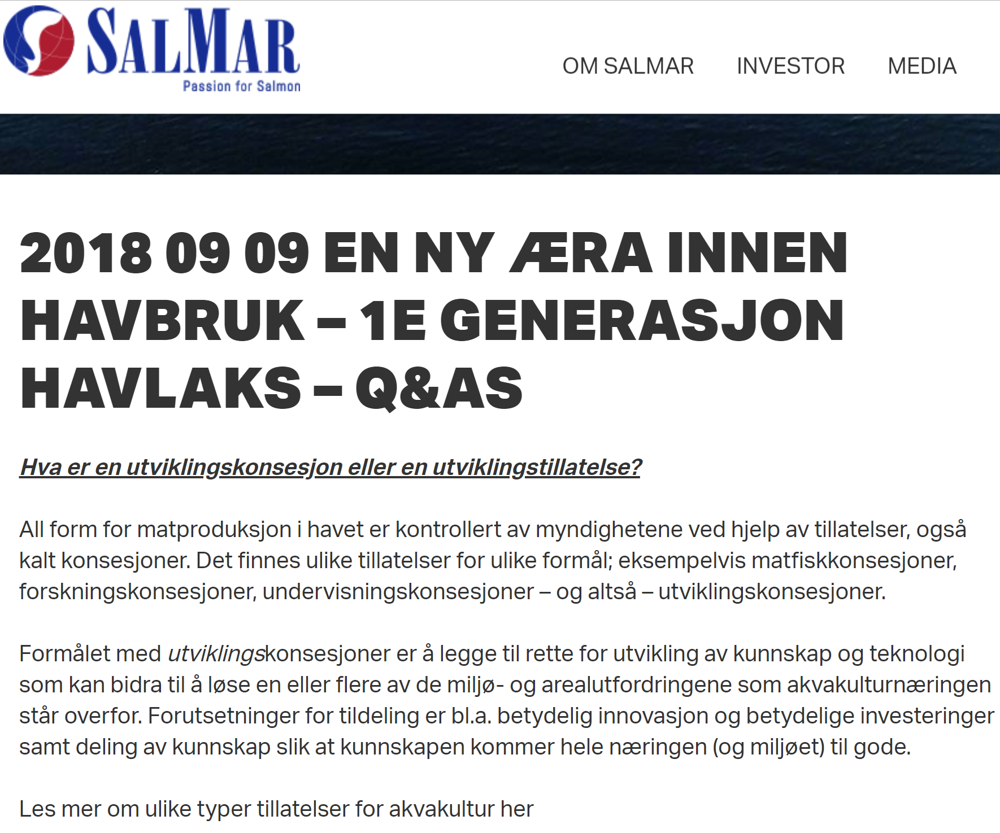 SALMAR
Passion for Salmon
OM SALMAR INVESTOR MEDIA
2018 09 09 EN NY ÆRA INNEN
HAVBRUK – 1E GENERASJON
HAVLAKS – Q&AS
Hva er en utviklingskonsesjon eller en utviklingstillatelse?
All form for matproduksjon i havet er kontrollert av myndighetene ved hjelp av tillatelser, også
kalt konsesjoner. Det finnes ulike tillatelser for ulike formål; eksempelvis matfiskkonsesjoner,
forskningskonsesjoner, undervisningskonsesjoner – og altså – utviklingskonsesjoner.
Formålet med utviklingskonsesjoner er å legge til rette for utvikling av kunnskap og teknologi
som kan bidra til å løse en eller flere av de miljø- og arealutfordringene som akvakulturnæringen
står overfor. Forutsetninger for tildeling er bl.a. betydelig innovasjon og betydelige investeringer
samt deling av kunnskap slik at kunnskapen kommer hele næringen (og miljøet) til gode.
Les mer om ulike typer tillatelser for akvakultur her